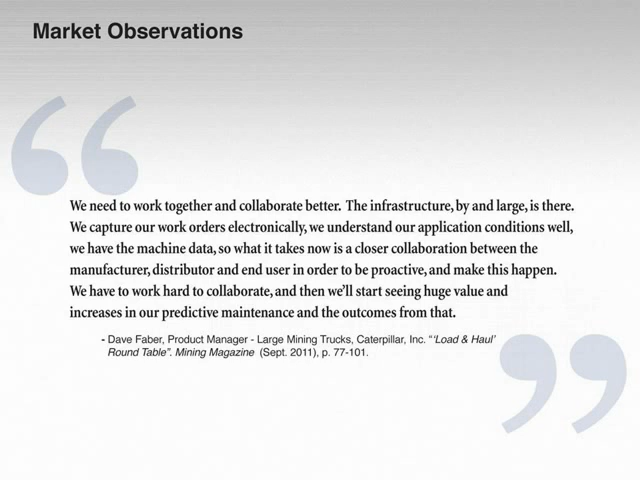 Market Observations
We need to work together and collaborate better. The infrastructure, by and large, is there.
We capture our work orders electronically, we understand our application conditions well,
we have the machine data, so what it takes now is a closer collaboration between the
manufacturer, distributor and end user in order to be proactive, and make this happen.
We have to work hard to collaborate, and then we’ll start seeing huge value and
increases in our predictive maintenance and the outcomes from that.
- Dave Faber, Product Manager - Large Mining Trucks, Caterpillar, Inc. “‘Load & Haul’
Round Table”. Mining Magazine (Sept. 2011), p. 77-101.